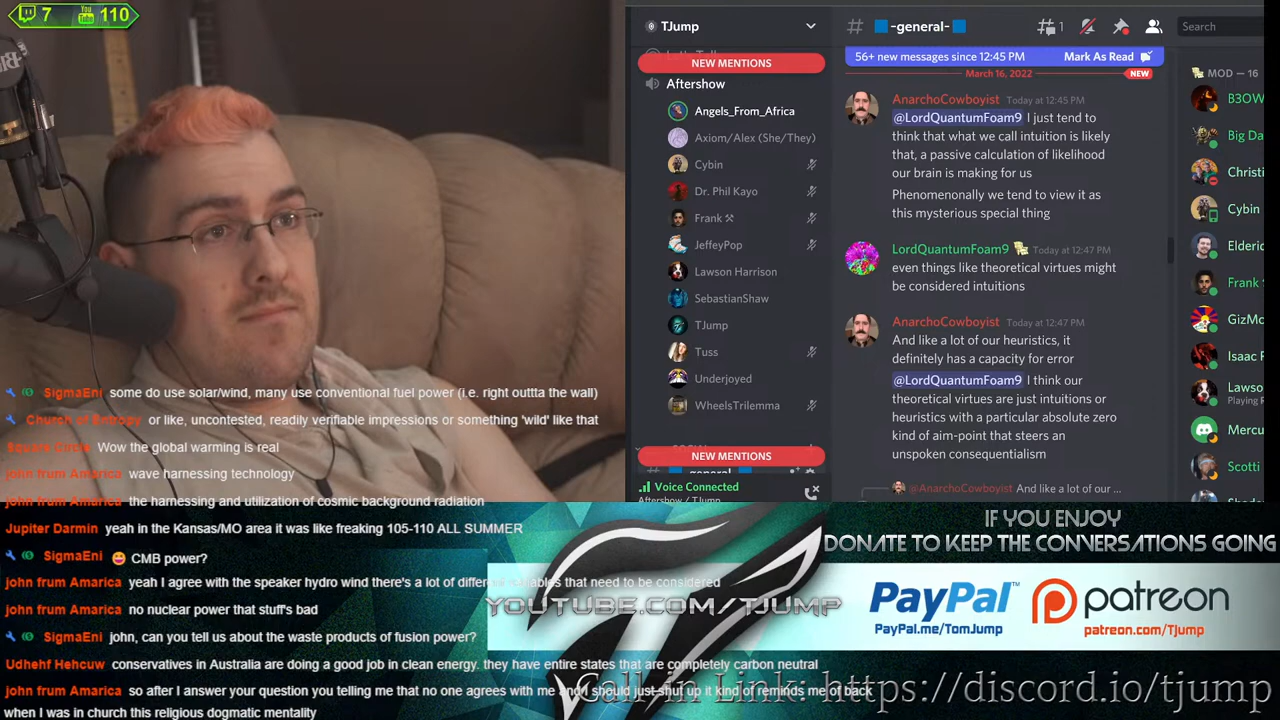 7 You Tube 110
TJump
NEW MENTIONS
Aftershow
Angels_From_Africa
Axiom/Alex (She/They)
Cybin
Dr. Phil Kayo
Frank
JeffeyPop
Lawson Harrison
SebastianShaw
TJump
Tuss
Underjoyed
WheelsTrilemma
NEW MENTIONS
-general-
Voice Connected
Aftershow / TJump
# -general- 1 Search
56+ new messages since 12:45 PM Mark As Read
March 16, 2022 NEW
AnarchoCowboyist Today at 12:45 PM
@LordQuantumFoam9 I just tend to
think that what we call intuition is likely
that, a passive calculation of likelihood
our brain is making for us
Phenomenonally we tend to view it as
this mysterious special thing
LordQuantumFoam9 Today at 12:47 PM
even things like theoretical virtues might
be considered intuitions
AnarchoCowboyist Today at 12:47 PM
And like a lot of our heuristics, it
definitely has a capacity for error
@LordQuantumFoam9 I think our
theoretical virtues are just intuitions or
heuristics with a particular absolute zero
kind of aim-point that steers an
unspoken consequentialism
@AnarchoCowboyist And like a lot of our ...
MOD — 16
B3OW
Big Da
Christi
Cybin
Elderic
Frank
GizMo
Isaac
Lawso
Playing
Mercu
Scotti
SigmaEni some do use solar/wind, many use conventional fuel power (i.e. right outtta the wall)
Church of Entropy or like, uncontested, readily verifiable impressions or something 'wild' like that
Square Circle Wow the global warming is real
john frum Amarica wave harnessing technology
john frum Amarica the harnessing and utilization of cosmic background radiation
Jupiter Darmin yeah in the Kansas/MO area it was like freaking 105-110 ALL SUMMER
SigmaEni CMB power?
john frum Amarica yeah I agree with the speaker hydro wind there's a lot of different variables that need to be considered
john frum Amarica no nuclear power that stuff's bad
SigmaEni john, can you tell us about the waste products of fusion power?
Udhehf Hehcuw conservatives in Australia are doing a good job in clean energy. they have entire states that are completely carbon neutral
john frum Amarica so after I answer your question you telling me that no one agrees with me and I should just shut up it kind of reminds me of back
when I was in church this religious dogmatic mentality
YOUTUBE.COM/TJUMP
IF YOU ENJOY
DONATE TO KEEP THE CONVERSATIONS GOING
PayPal™
PayPal.me/TomJump
patreon
patreon.com/Tjump
Call-in Link: https://discord.io/tjump